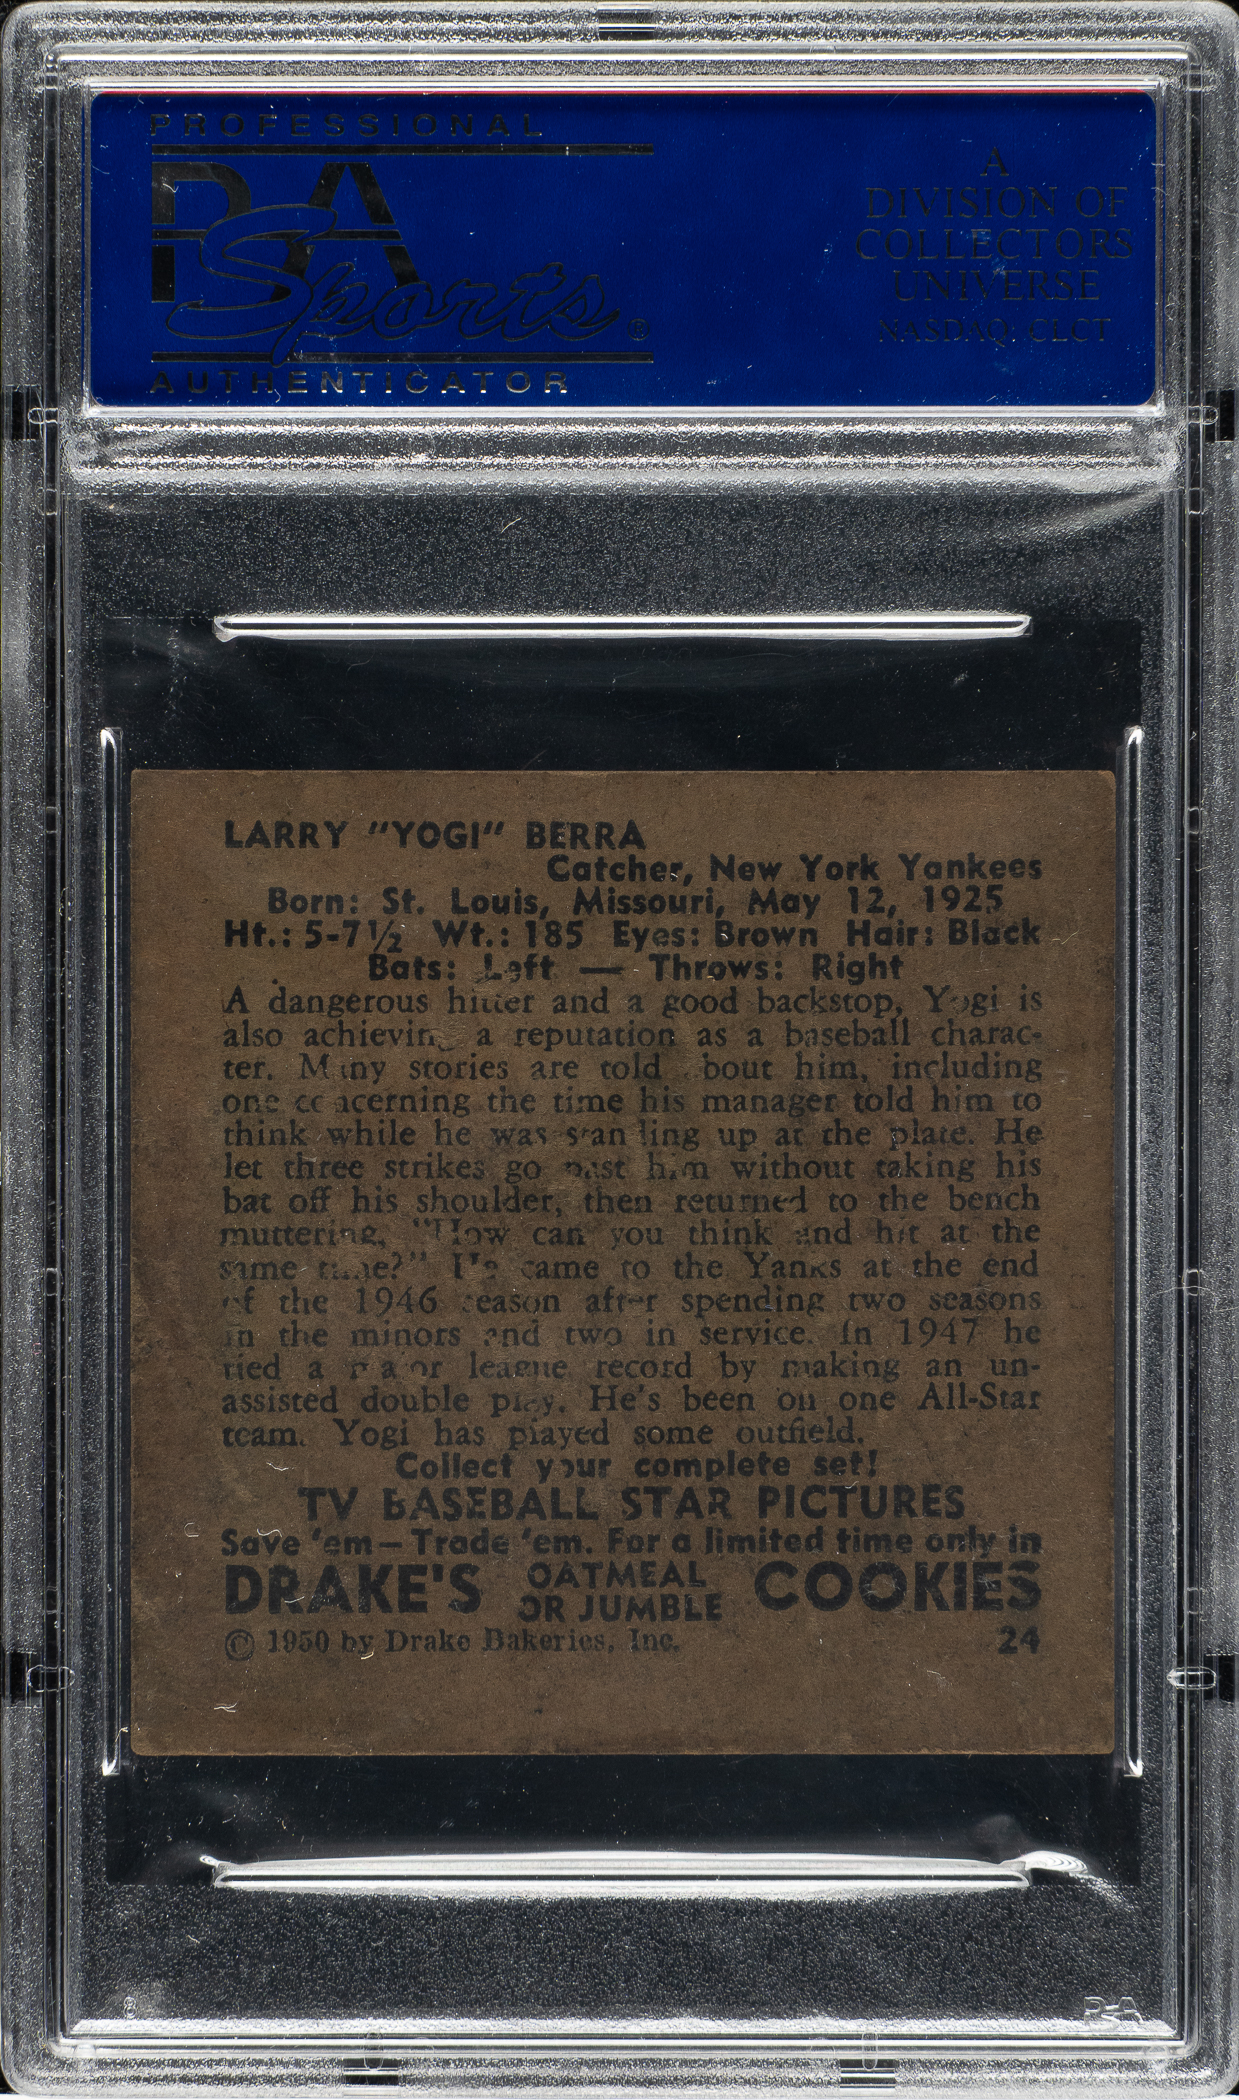 PROFESSIONAL
PSA
Sports®
AUTHENTICATOR
A
DIVISION OF
COLLECTORS
UNIVERSE
NASDAQ: CLCT
LARRY "YOGI" BERRA
Catcher, New York Yankees
Born: St. Louis, Missouri, May 12, 1925
Ht.: 5-7½ Wt.: 185 Eyes: Brown Hair: Black
Bats: Left — Throws: Right
A dangerous hitter and a good backstop, Yogi is
also achieving a reputation as a baseball charac-
ter. Many stories are told about him, including
one concerning the time his manager told him to
think while he was standing up at the plate. He
let three strikes go past him without taking his
bat off his shoulder, then returned to the bench
muttering, "How can you think and hit at the
same time?" He came to the Yanks at the end
of the 1946 season after spending two seasons
in the minors and two in service. In 1947 he
tied a major league record by making an un-
assisted double play. He's been on one All-Star
team. Yogi has played some outfield.
Collect your complete set!
TV BASEBALL STAR PICTURES
Save 'em—Trade 'em. For a limited time only in
DRAKE'S OATMEAL OR JUMBLE COOKIES
© 1950 by Drake Bakeries, Inc. 24
8
PSA